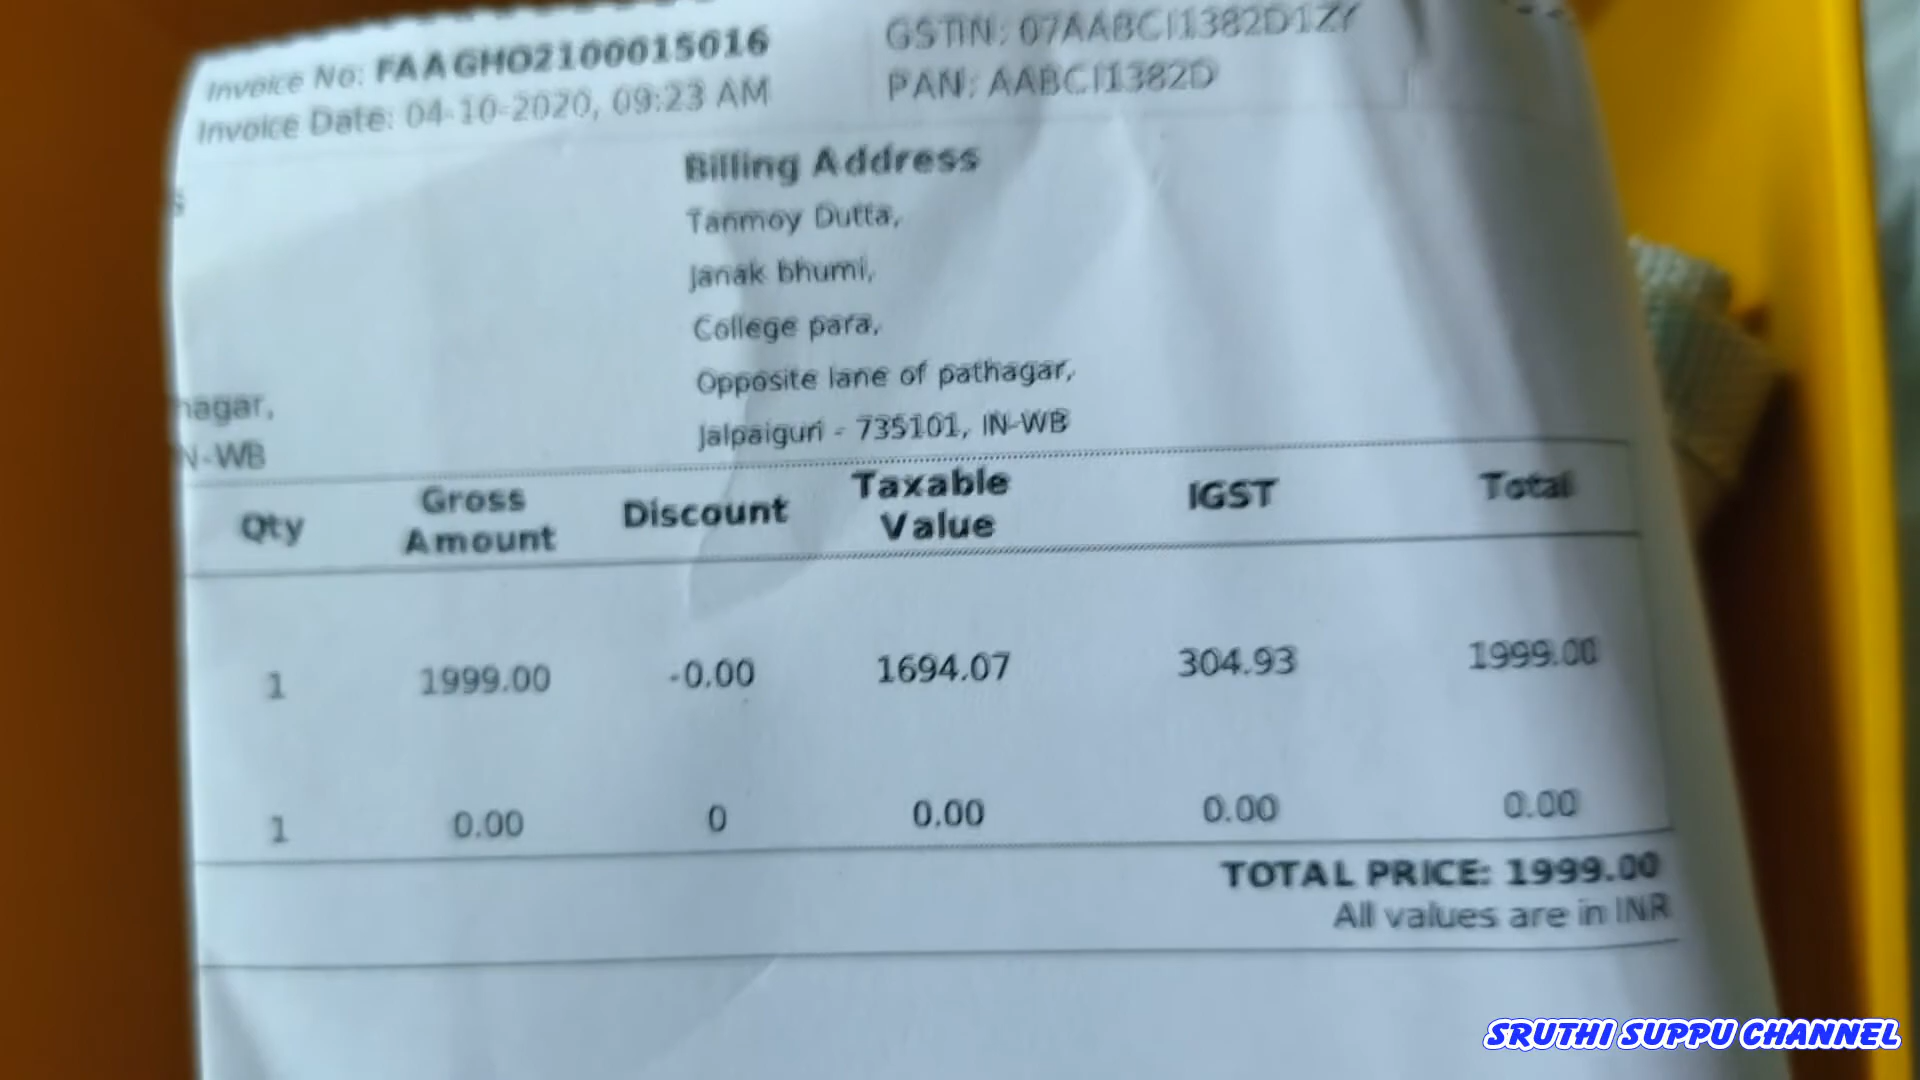 Invoice No: FAAGHO2100015016
Invoice Date: 04-10-2020, 09:23 AM
GSTIN: 07AABCI1382D1ZY
PAN: AABCI1382D
s
nagar,
N-WB
Billing Address
Tanmoy Dutta,
Janak bhumi,
College para,
Opposite lane of pathagar,
Jalpaiguri - 735101, IN-WB
Qty Gross Amount Discount Taxable Value IGST Total
1 1999.00 -0.00 1694.07 304.93 1999.00
1 0.00 0 0.00 0.00 0.00
TOTAL PRICE: 1999.00
All values are in INR
SRUTHI SUPPU CHANNEL